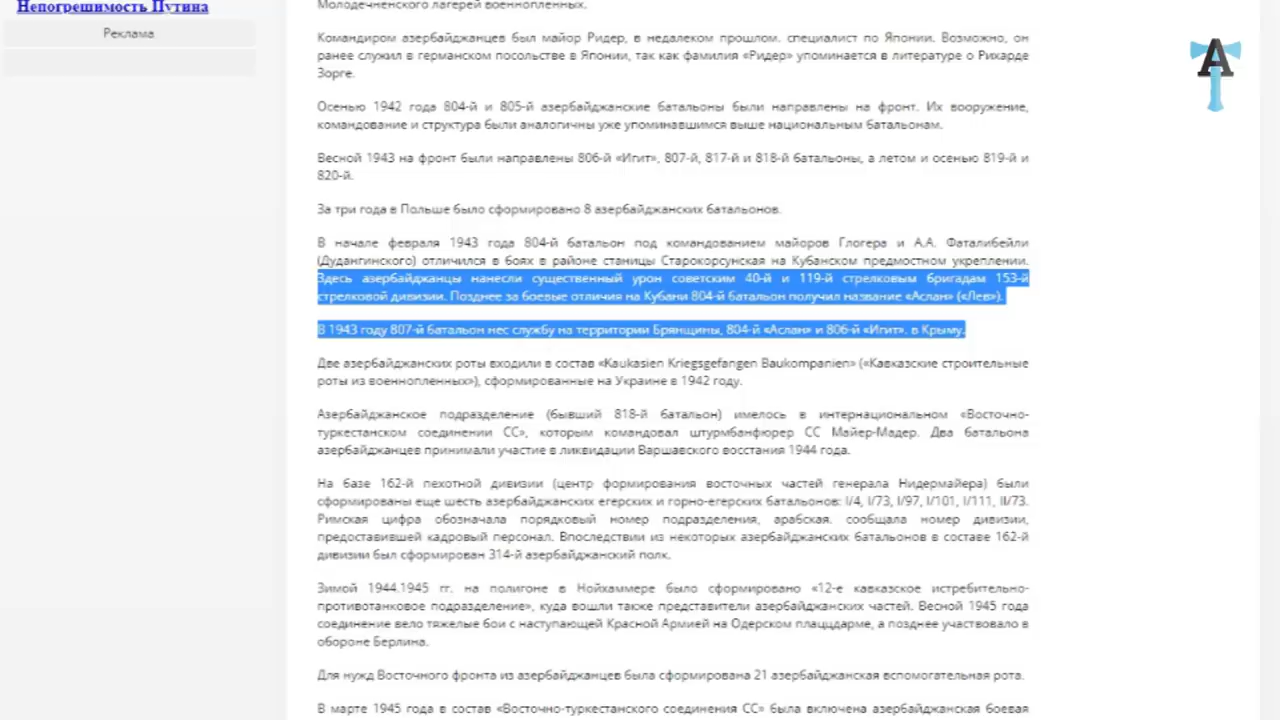 Непогрешимость Путина
Реклама
Молодечненского лагерей военнопленных.
Командиром азербайджанцев был майор Ридер, в недалеком прошлом. специалист по Японии. Возможно, он
ранее служил в германском посольстве в Японии, так как фамилия «Ридер» упоминается в литературе о Рихарде
Зорге.
Осенью 1942 года 804-й и 805-й азербайджанские батальоны были направлены на фронт. Их вооружение,
командование и структура были аналогичны уже упоминавшимся выше национальным батальонам.
Весной 1943 на фронт были направлены 806-й «Игит», 807-й, 817-й и 818-й батальоны, а летом и осенью 819-й и
820-й.
За три года в Польше было сформировано 8 азербайджанских батальонов.
В начале февраля 1943 года 804-й батальон под командованием майоров Глогера и А.А. Фаталибейли
(Дудангинского) отличился в боях в районе станицы Старокорсунская на Кубанском предмостном укреплении.
Здесь азербайджанцы нанесли существенный урон советским 40-й и 119-й стрелковым бригадам 153-й
стрелковой дивизии. Позднее за боевые отличия на Кубани 804-й батальон получил название «Аслан» («Лев»).
В 1943 году 807-й батальон нес службу на территории Брянщины, 804-й «Аслан» и 806-й «Игит». в Крыму.
Две азербайджанских роты входили в состав «Kaukasien Kriegsgefangen Baukompanien» («Кавказские строительные
роты из военнопленных»), сформированные на Украине в 1942 году.
Азербайджанское подразделение (бывший 818-й батальон) имелось в интернациональном «Восточно-
туркестанском соединении СС», которым командовал штурмбанфюрер СС Майер-Мадер. Два батальона
азербайджанцев принимали участие в ликвидации Варшавского восстания 1944 года.
На базе 162-й пехотной дивизии (центр формирования восточных частей генерала Нидермайера) были
сформированы еще шесть азербайджанских егерских и горно-егерских батальонов: I/4, I/73, I/97, I/101, I/111, II/73.
Римская цифра обозначала порядковый номер подразделения, арабская. сообщала номер дивизии,
предоставившей кадровый персонал. Впоследствии из некоторых азербайджанских батальонов в составе 162-й
дивизии был сформирован 314-й азербайджанский полк.
Зимой 1944.1945 гг. на полигоне в Нойхаммере было сформировано «12-е кавказское истребительно-
противотанковое подразделение», куда вошли также представители азербайджанских частей. Весной 1945 года
соединение вело тяжелые бои с наступающей Красной Армией на Одерском плаццдарме, а позднее участвовало в
обороне Берлина.
Для нужд Восточного фронта из азербайджанцев была сформирована 21 азербайджанская вспомогательная рота.
В марте 1945 года в состав «Восточно-туркестанского соединения СС» была включена азербайджанская боевая